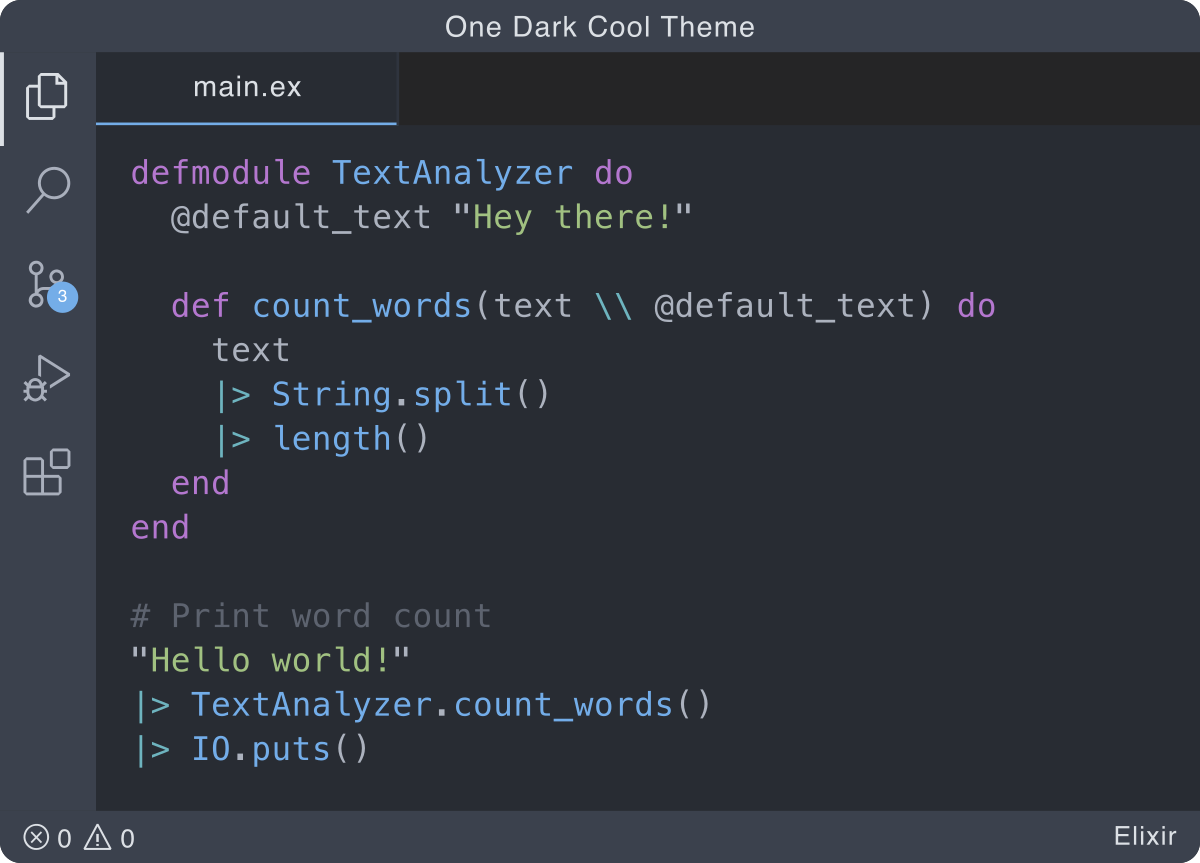 One Dark Cool Theme
main.ex
3
defmodule TextAnalyzer do
  @default_text "Hey there!"
  def count_words(text \\ @default_text) do
    text
    |> String.split()
    |> length()
  end
end
# Print word count
"Hello world!"
|> TextAnalyzer.count_words()
|> IO.puts()
0 0 Elixir